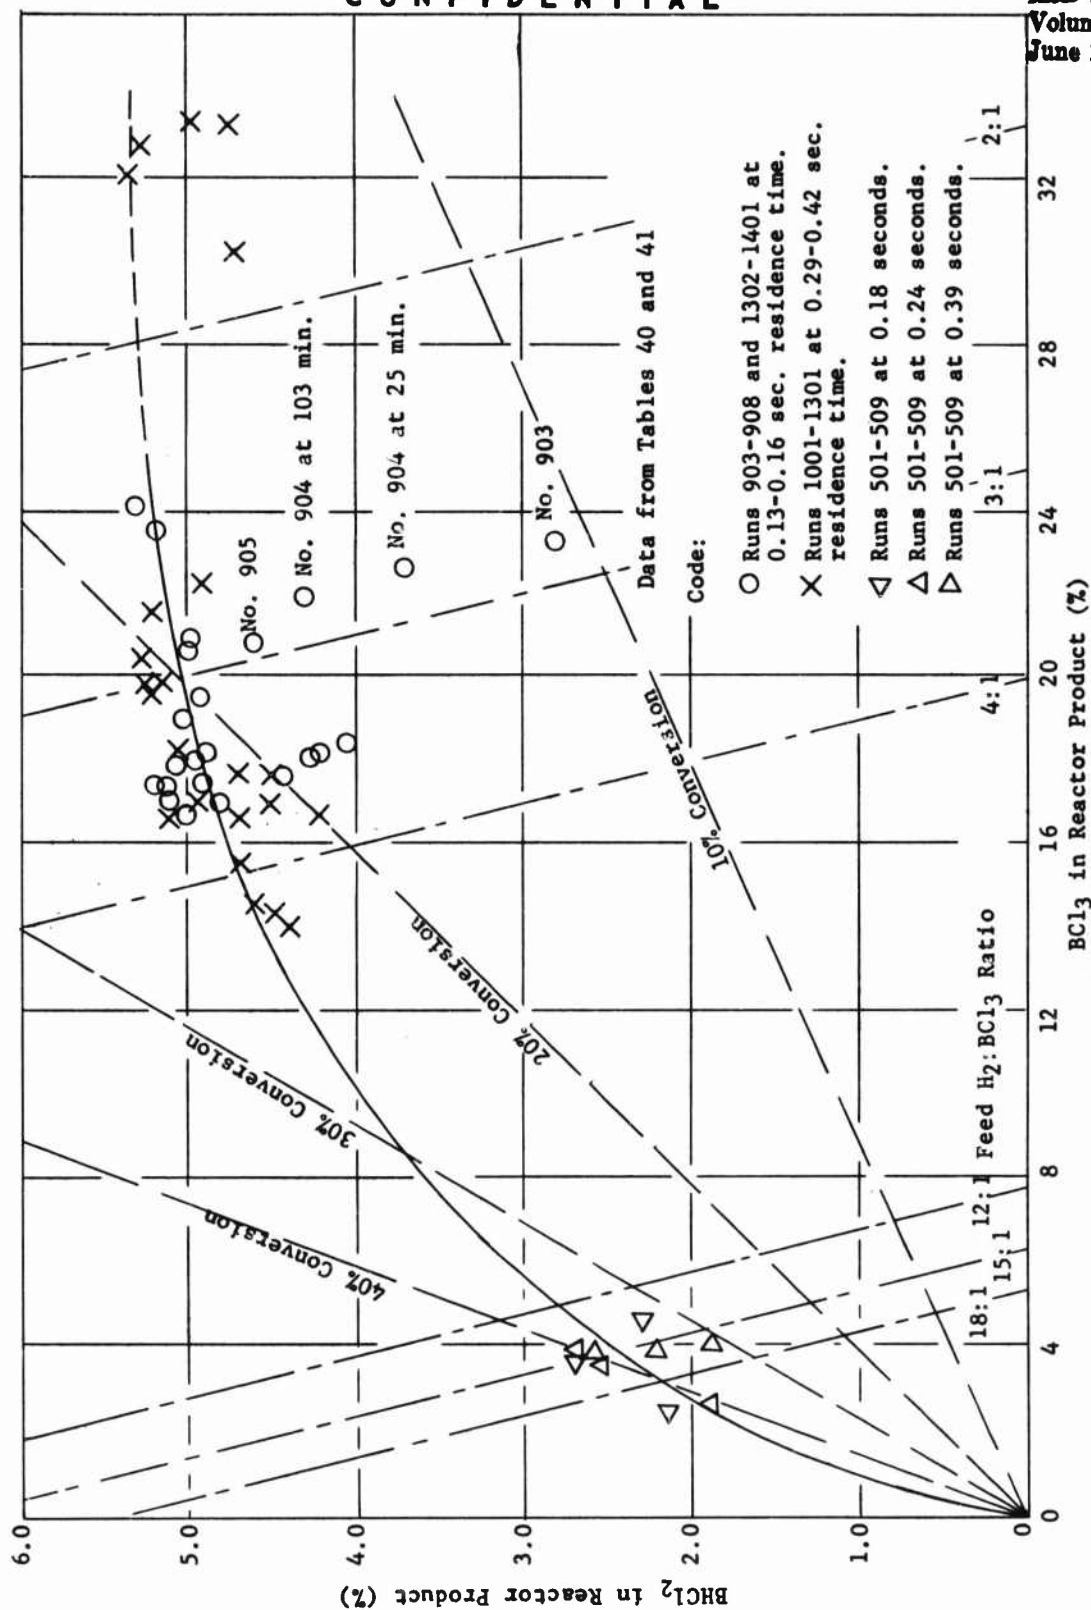 CONFIDENTIAL
Volum
June
6.0
5.0
4.0
3.0
2.0
1.0
0
BHCl2 in Reactor Product (%)
0
4
8
12
16
20
24
28
32
BCl3 in Reactor Product (%)
40% Conversion
30% Conversion
20% Conversion
10% Conversion
18:1
15:1
12:1
Feed H2:BCl3 Ratio
4:1
3:1
2:1
No. 905
No. 904 at 103 min.
No. 904 at 25 min.
No. 903
Data from Tables 40 and 41
Code:
Runs 903-908 and 1302-1401 at
0.13-0.16 sec. residence time.
Runs 1001-1301 at 0.29-0.42 sec.
residence time.
Runs 501-509 at 0.18 seconds.
Runs 501-509 at 0.24 seconds.
Runs 501-509 at 0.39 seconds.